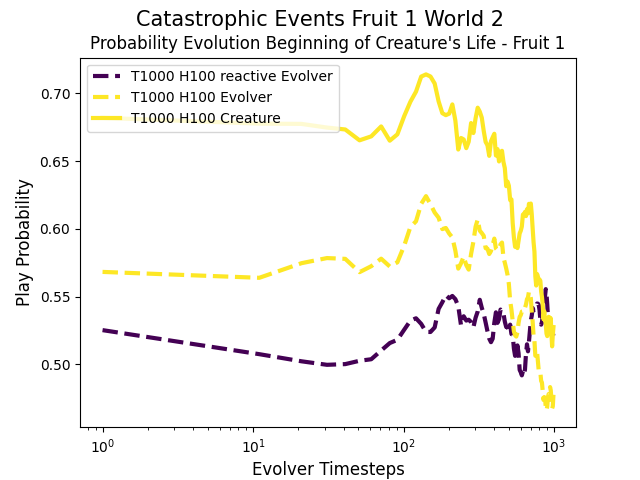 Catastrophic Events Fruit 1 World 2
Probability Evolution Beginning of Creature's Life - Fruit 1
T1000 H100 reactive Evolver
T1000 H100 Evolver
T1000 H100 Creature
0.70
0.65
0.60
0.55
0.50
Play Probability
10⁰ 10¹ 10² 10³
Evolver Timesteps